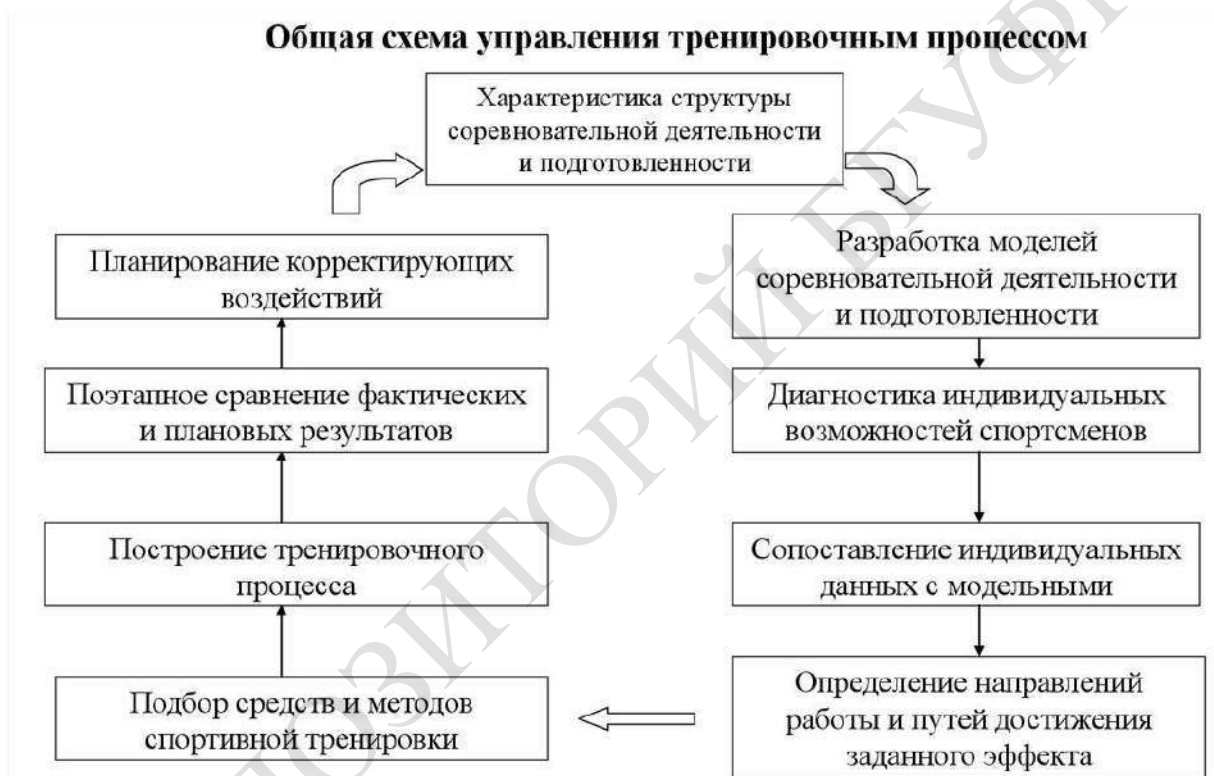 Общая схема управления тренировочным процессом
Характеристика структуры
соревновательной деятельности
и подготовленности
Разработка моделей
соревновательной деятельности
и подготовленности
Диагностика индивидуальных
возможностей спортсменов
Сопоставление индивидуальных
данных с модельными
Определение направлений
работы и путей достижения
заданного эффекта
Подбор средств и методов
спортивной тренировки
Построение тренировочного
процесса
Поэтапное сравнение фактических
и плановых результатов
Планирование корректирующих
воздействий